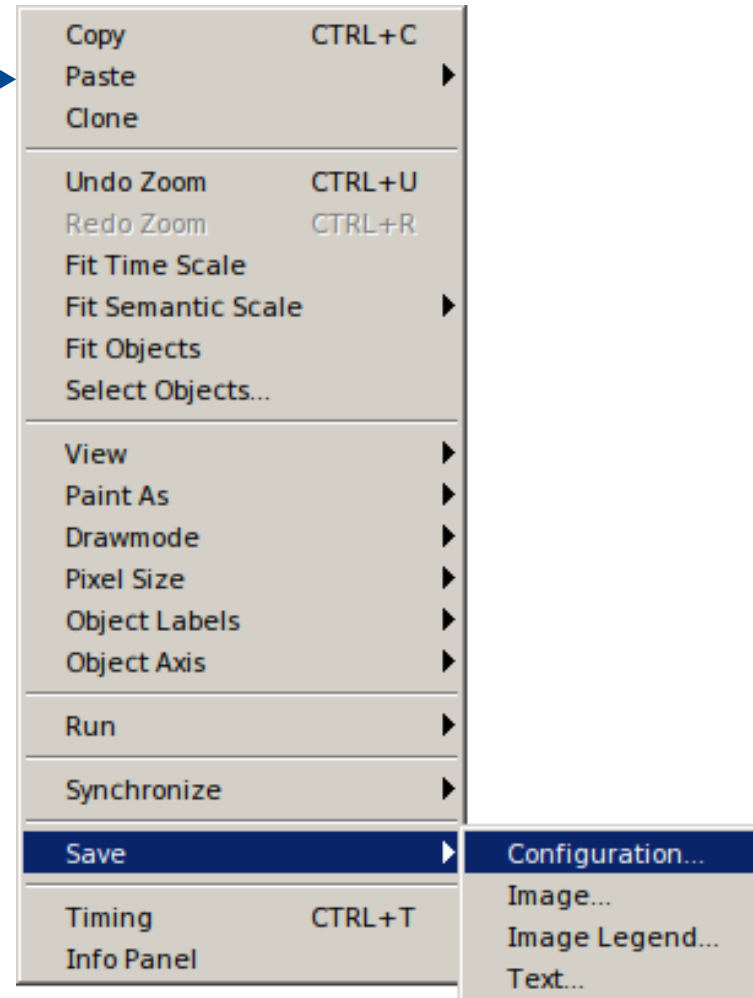 Copy CTRL+C
Paste
Clone
Undo Zoom CTRL+U
Redo Zoom CTRL+R
Fit Time Scale
Fit Semantic Scale
Fit Objects
Select Objects...
View
Paint As
Drawmode
Pixel Size
Object Labels
Object Axis
Run
Synchronize
Save
Configuration...
Image...
Timing CTRL+T
Image Legend...
Info Panel
Text...